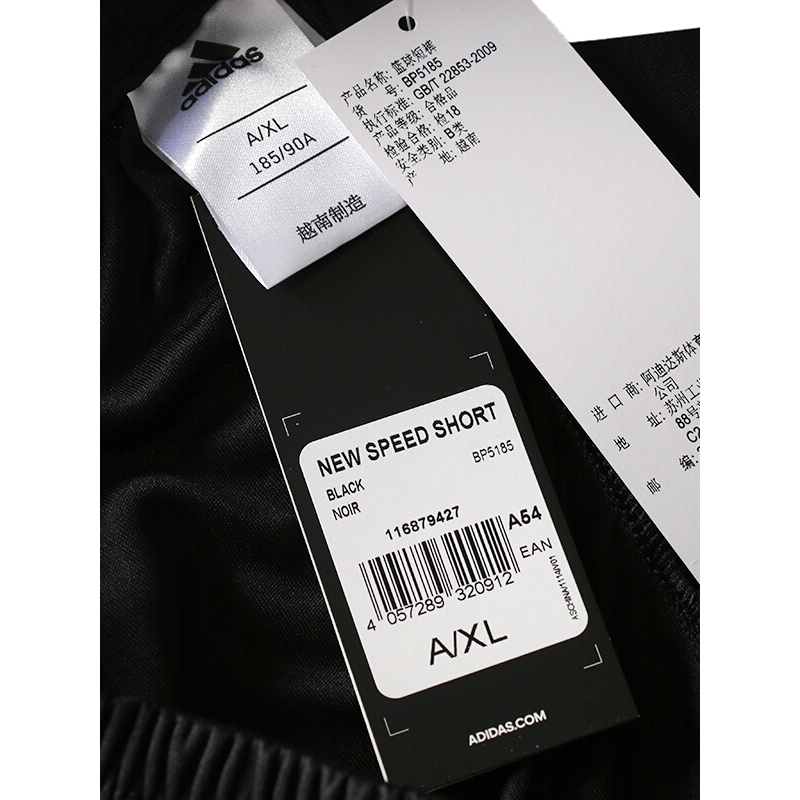 adidas
A/XL
185/90A
越南制造
产品名称: 篮球短裤
货 号: BP5185
执行标准: GB/T 22853-2009
产品等级: 合格品
检验合格: 检18
安全类别: B类
产 地: 越南
进 口 商: 阿迪达斯体育
公司
地 址: 苏州工业
88号
C2
邮 编:
NEW SPEED SHORT
BP5185
BLACK
NOIR
116879427
A54
EAN
4 057289 320912
A/XL
ADIDAS.COM